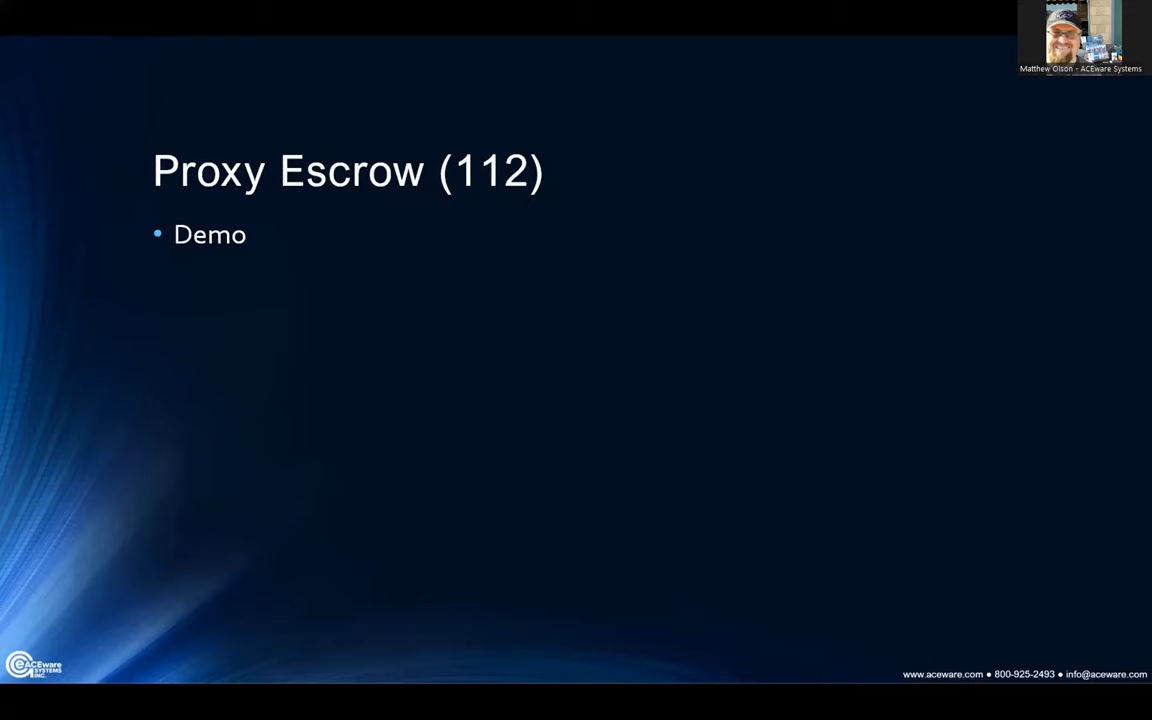 Matthew Olson - ACEware Systems
Proxy Escrow (112)
• Demo
ACEware
SYSTEMS
INC.
www.aceware.com ● 800-925-2493 ● info@aceware.com